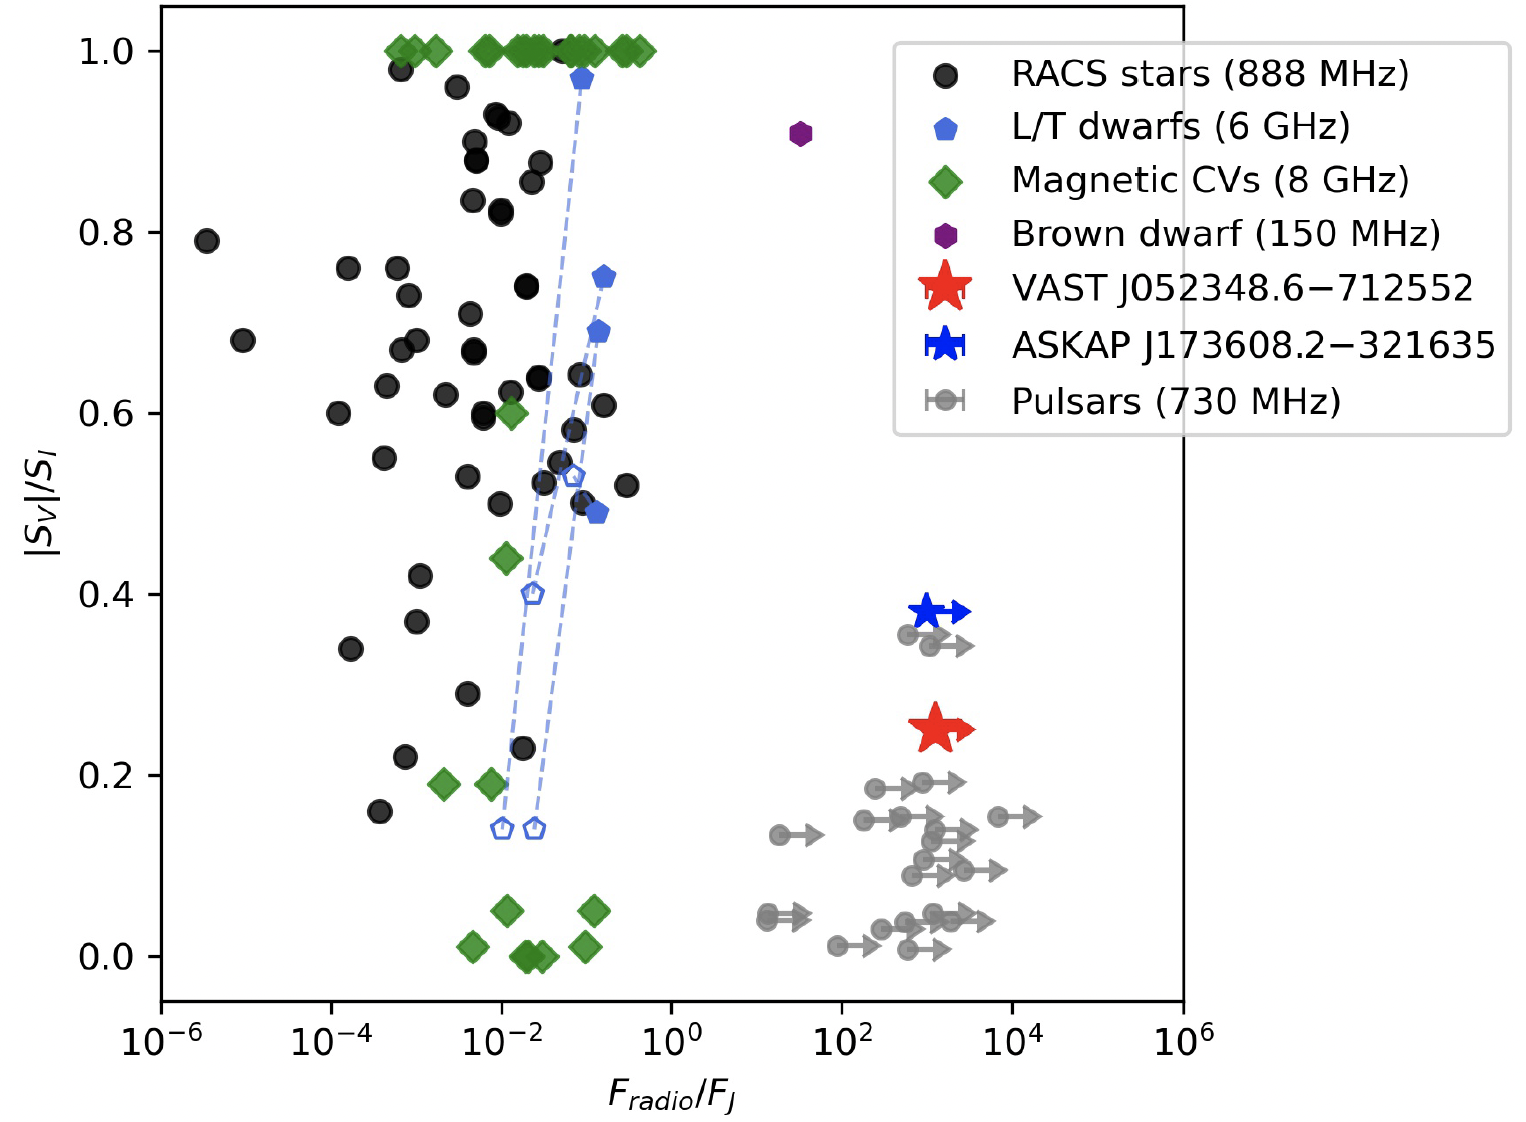 1.0
0.8
0.6
0.4
0.2
0.0
|S_V|/S_I
10^−6 10^−4 10^−2 10^0 10^2 10^4 10^6
F_radio/F_J
RACS stars (888 MHz)
L/T dwarfs (6 GHz)
Magnetic CVs (8 GHz)
Brown dwarf (150 MHz)
VAST J052348.6−712552
ASKAP J173608.2−321635
Pulsars (730 MHz)